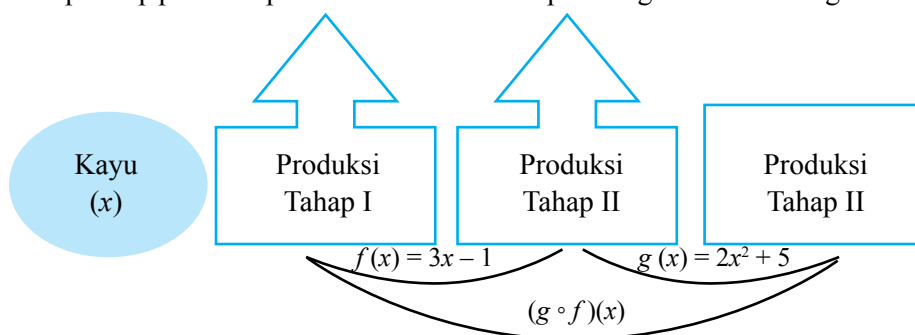 Kayu
(x)
Produksi
Tahap I
Produksi
Tahap II
Produksi
Tahap II
f (x) = 3x – 1
g (x) = 2x² + 5
(g ∘ f)(x)